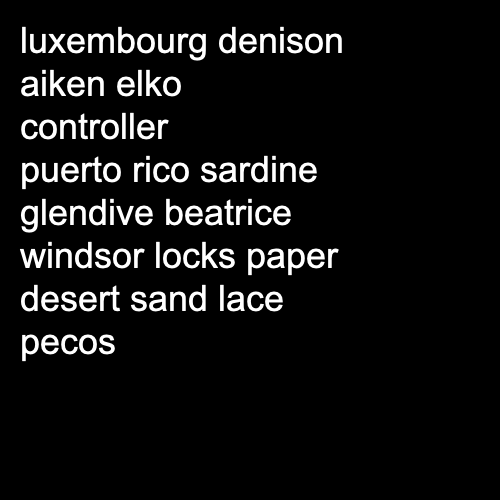 luxembourg denison
aiken elko
controller
puerto rico sardine
glendive beatrice
windsor locks paper
desert sand lace
pecos